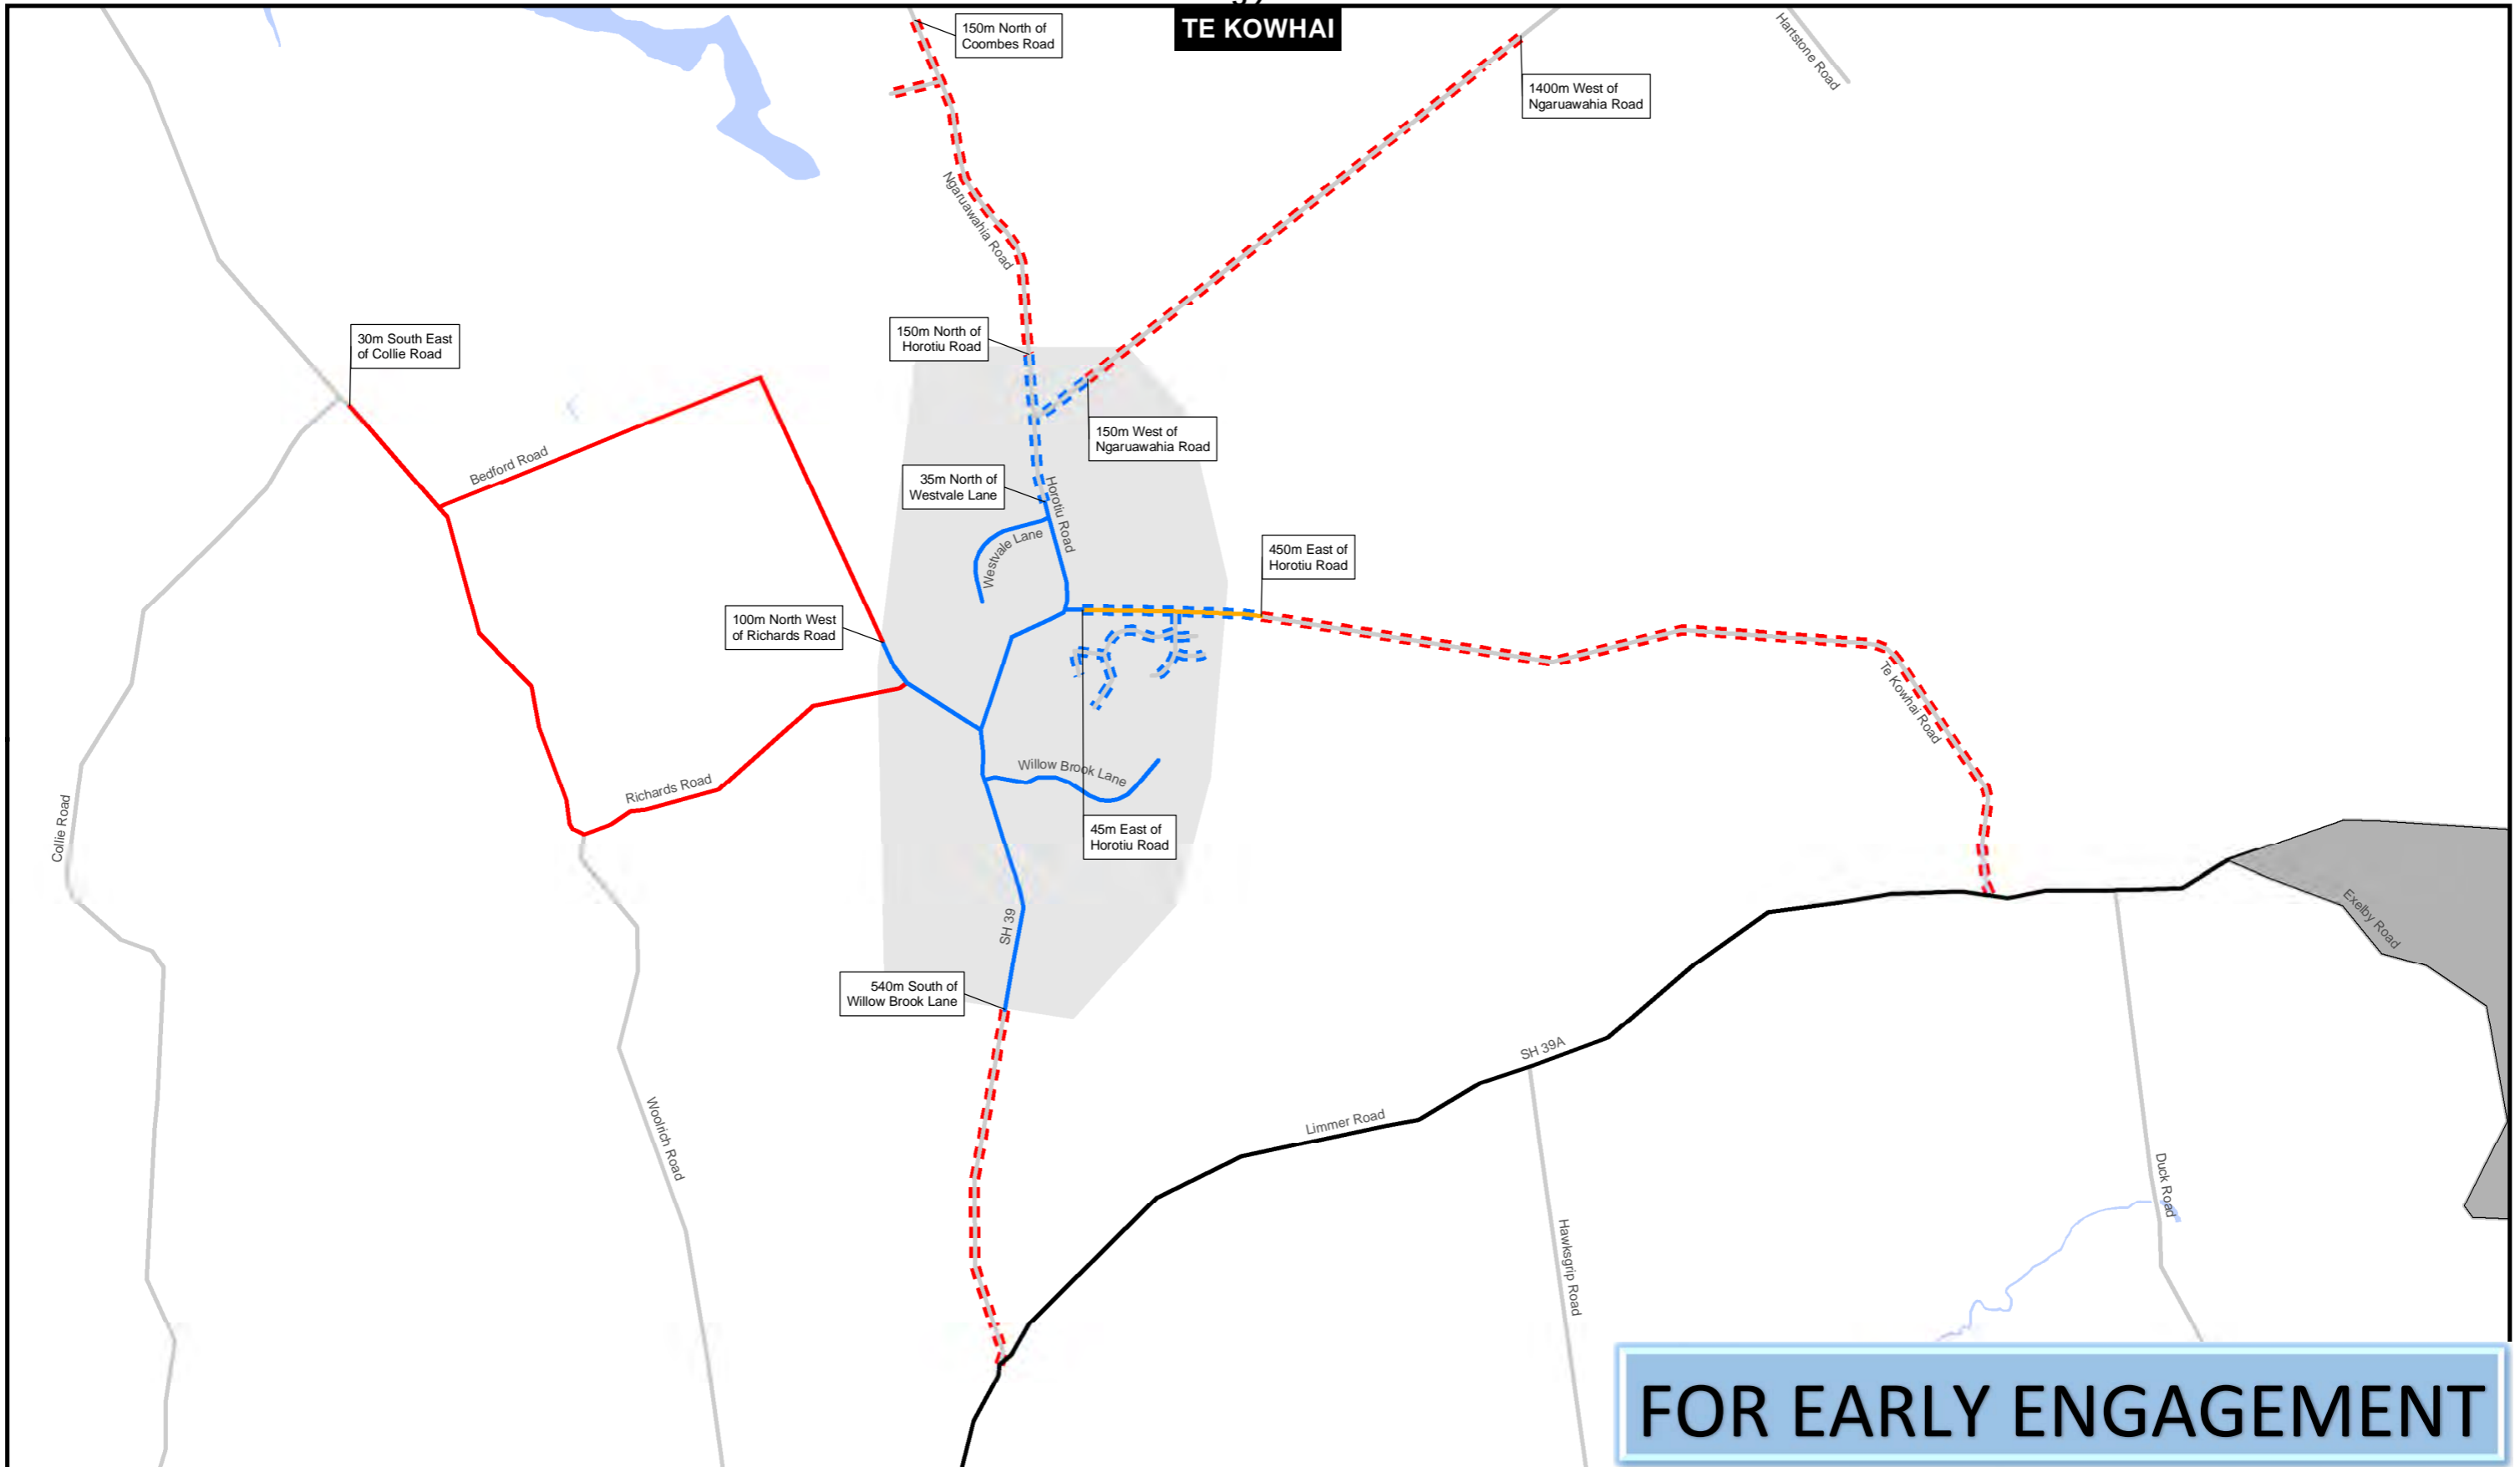 TE KOWHAI
150m North of
Coombes Road
Hartstone Road
1400m West of
Ngaruawahia Road
Ngaruawahia Road
30m South East
of Collie Road
150m North of
Horotiu Road
150m West of
Ngaruawahia Road
Bedford Road
35m North of
Westvale Lane
Horotiu Road
Westvale Lane
450m East of
Horotiu Road
100m North West
of Richards Road
Te Kowhai Road
Willow Brook Lane
Richards Road
Collie Road
45m East of
Horotiu Road
Exelby Road
SH 39
540m South of
Willow Brook Lane
SH 39A
Limmer Road
Woolrich Road
Duck Road
Hawksgrip Road
FOR EARLY ENGAGEMENT